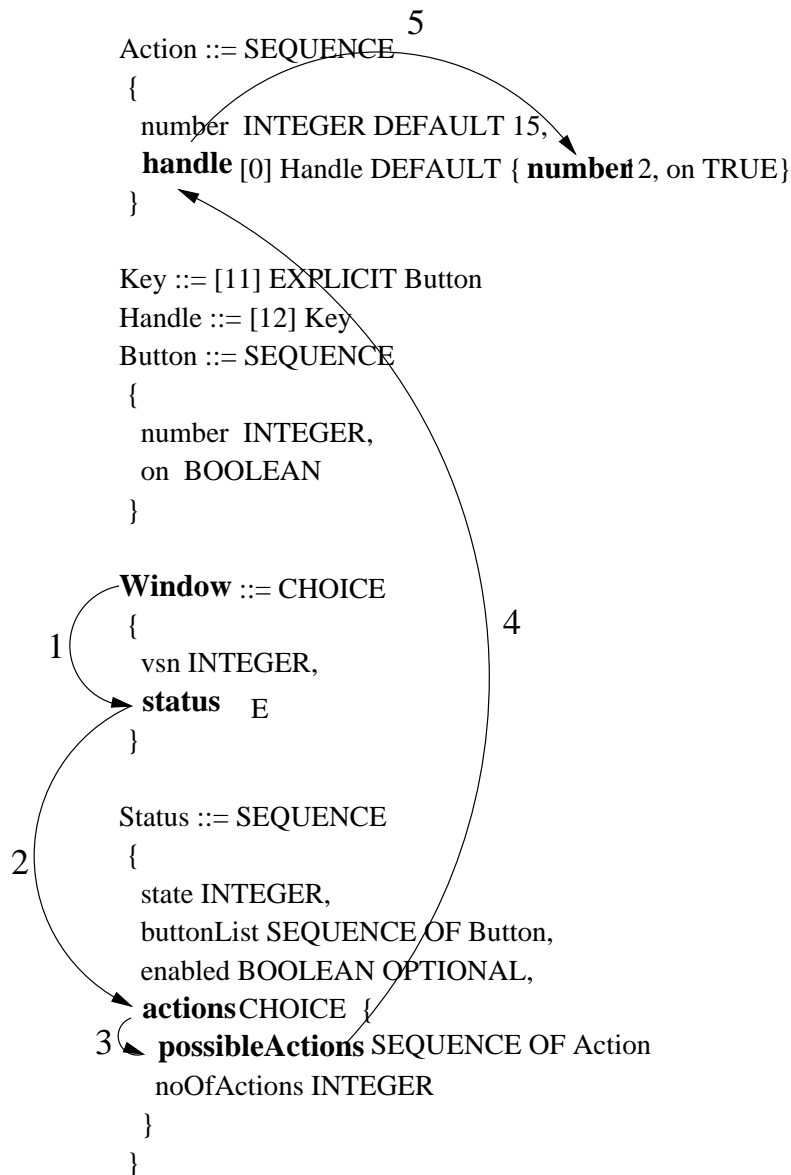 5
Action ::= SEQUENCE
{
number INTEGER DEFAULT 15,
handle [0] Handle DEFAULT { number12, on TRUE}
}
Key ::= [11] EXPLICIT Button
Handle ::= [12] Key
Button ::= SEQUENCE
{
number INTEGER,
on BOOLEAN
}
Window ::= CHOICE
{
4
1
vsn INTEGER,
status E
}
Status ::= SEQUENCE
{
2
state INTEGER,
buttonList SEQUENCE OF Button,
enabled BOOLEAN OPTIONAL,
actions CHOICE {
3 possibleActions SEQUENCE OF Action
noOfActions INTEGER
}
}